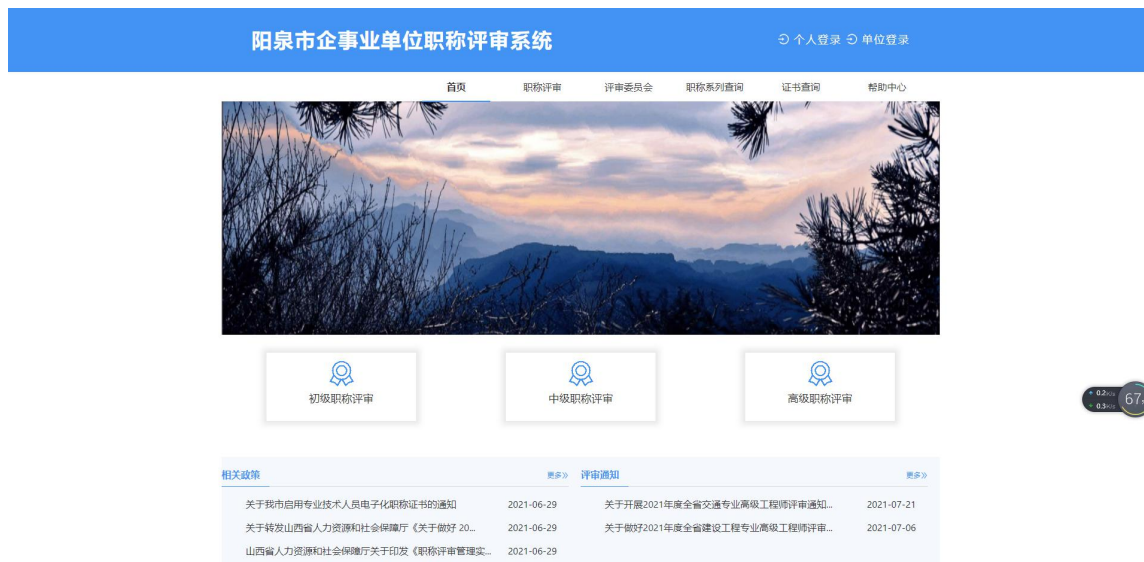 阳泉市企事业单位职称评审系统
个人登录 单位登录
首页 职称评审 评审委员会 职称系列查询 证书查询 帮助中心
初级职称评审 中级职称评审 高级职称评审
0.2K/s
0.3K/s
67
相关政策 更多》 评审通知 更多》
关于我市启用专业技术人员电子化职称证书的通知 2021-06-29 关于开展2021年度全省交通专业高级工程师评审通知... 2021-07-21
关于转发山西省人力资源和社会保障厅《关于做好 20... 2021-06-29 关于做好2021年度全省建设工程专业高级工程师评审... 2021-07-06
山西省人力资源和社会保障厅关于印发《职称评审管理实... 2021-06-29